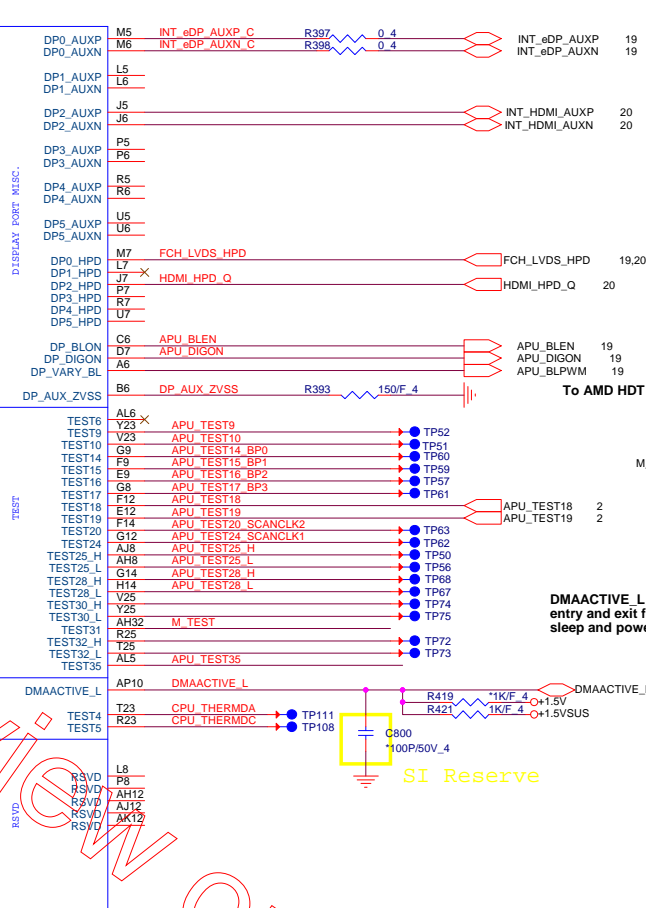 DP0_AUXP M5 INT_eDP_AUXP_C R397 0_4 INT_eDP_AUXP 19
DP0_AUXN M6 INT_eDP_AUXN_C R398 0_4 INT_eDP_AUXN 19
DP1_AUXP L5
DP1_AUXN L6
DP2_AUXP J5 INT_HDMI_AUXP 20
DP2_AUXN J6 INT_HDMI_AUXN 20
DP3_AUXP P5
DP3_AUXN P6
DP4_AUXP R5
DP4_AUXN R6
DP5_AUXP U5
DP5_AUXN U6
DISPLAY PORT MISC.
DP0_HPD M7 FCH_LVDS_HPD FCH_LVDS_HPD 19,20
DP1_HPD L7
DP2_HPD J7 HDMI_HPD_Q HDMI_HPD_Q 20
DP3_HPD P7
DP4_HPD R7
DP5_HPD U7
DP_BLON C6 APU_BLEN APU_BLEN 19
DP_DIGON D7 APU_DIGON APU_DIGON 19
DP_VARY_BL A6 APU_BLPWM 19
DP_AUX_ZVSS B6 DP_AUX_ZVSS R393 150/F_4
To AMD HDT
TEST6 AL6
TEST9 Y23 APU_TEST9 TP52
TEST10 V23 APU_TEST10 TP51
TEST14 G9 APU_TEST14_BP0 TP60
TEST15 F9 APU_TEST15_BP1 TP59
TEST16 E9 APU_TEST16_BP2 TP57
TEST17 G8 APU_TEST17_BP3 TP61
TEST18 F12 APU_TEST18 APU_TEST18 2
TEST19 E12 APU_TEST19 APU_TEST19 2
TEST20 F14 APU_TEST20_SCANCLK2 TP63
TEST24 G12 APU_TEST24_SCANCLK1 TP62
TEST25_H AJ8 APU_TEST25_H TP50
TEST25_L AH8 APU_TEST25_L TP56
TEST28_H G14 APU_TEST28_H TP68
TEST28_L H14 APU_TEST28_L TP67
TEST30_H V25 TP74
TEST30_L Y25 TP75
TEST31 AH32 M_TEST
TEST32_H R25 TP72
TEST32_L T25 TP73
TEST35 AL5 APU_TEST35
TEST
M_
DMAACTIVE_L
entry and exit f
sleep and powe
DMAACTIVE_L AP10 DMAACTIVE_L DMAACTIVE_
R419 *1K/F_4 +1.5V
R421 1K/F_4 +1.5VSUS
TEST4 T23 CPU_THERMDA TP111
TEST5 R23 CPU_THERMDC TP108
C800
*100P/50V_4
SI Reserve
RSVD L8
RSVD P8
RSVD AH12
RSVD AJ12
RSVD AK12
RSVD